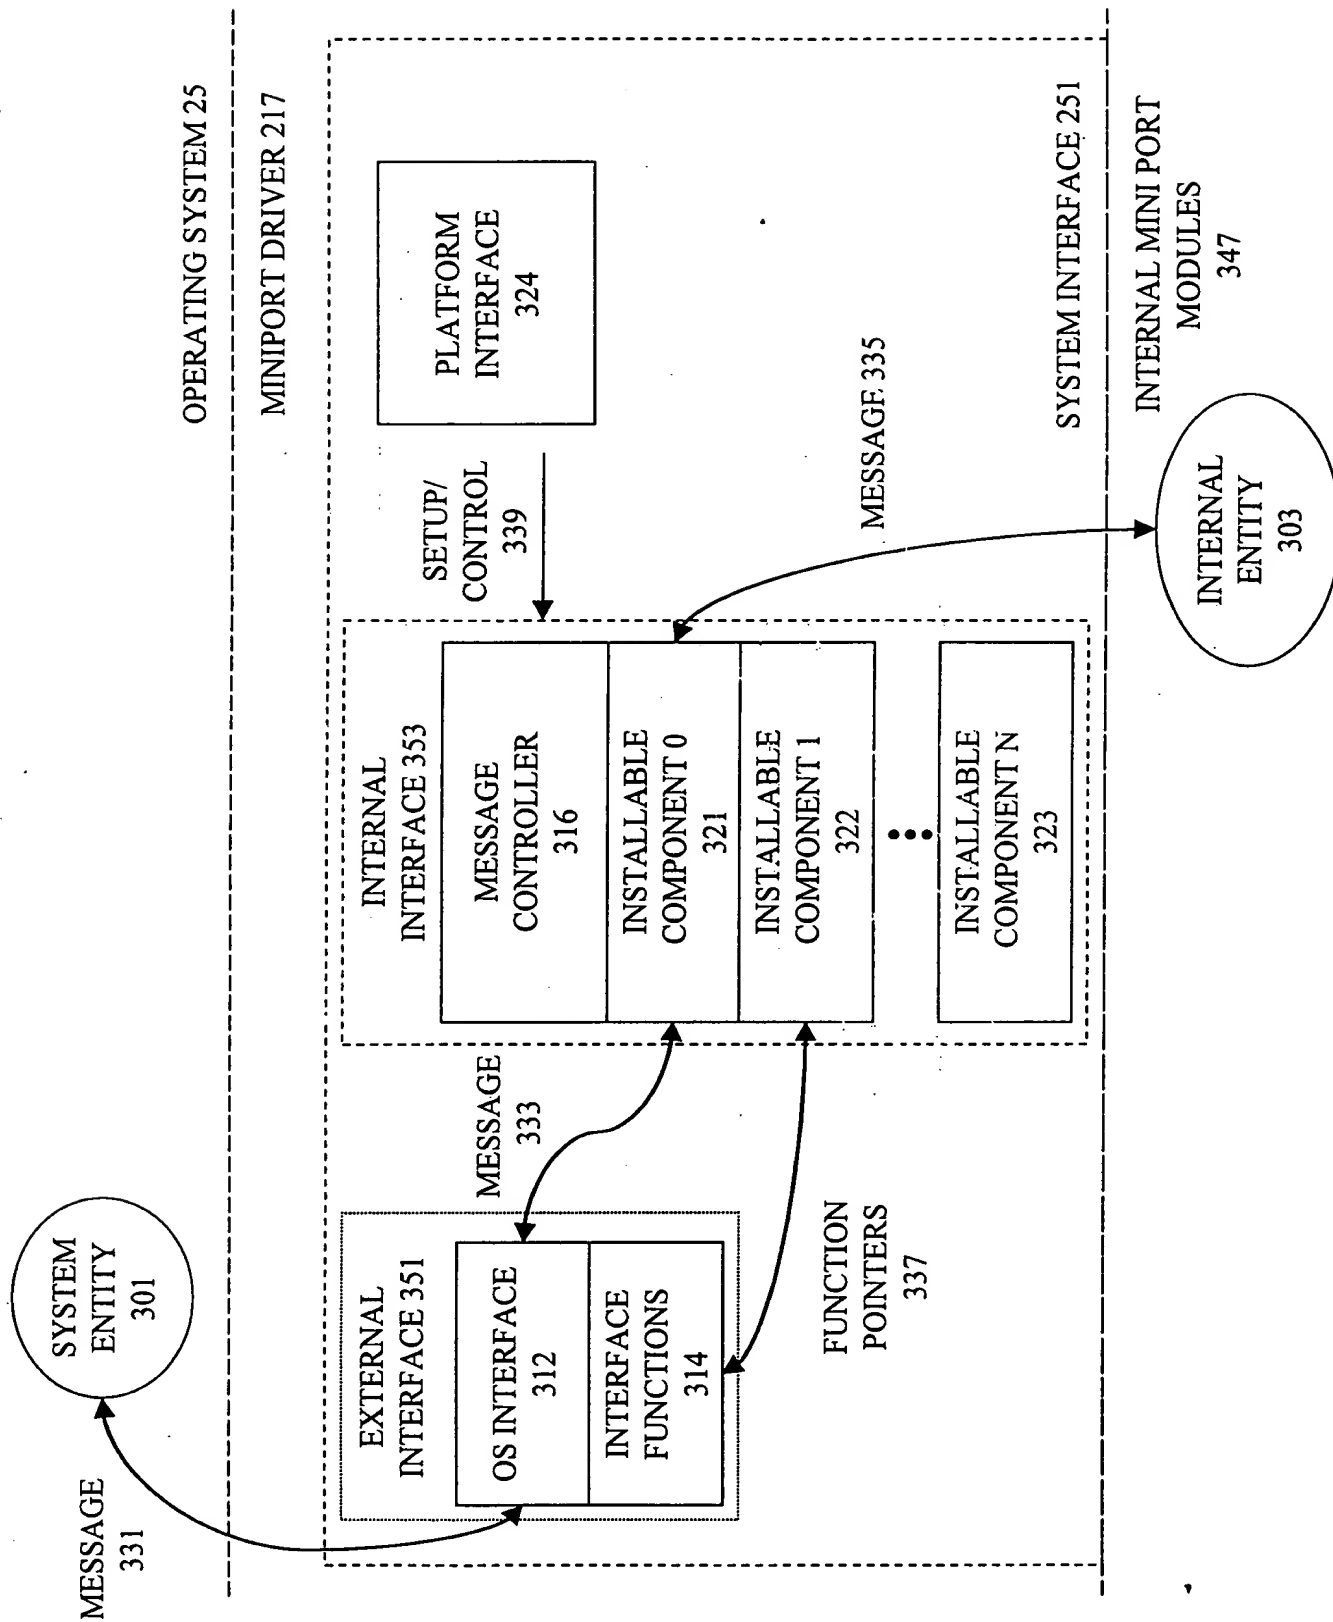 OPERATING SYSTEM 25
MINIPORT DRIVER 217
SYSTEM ENTITY 301
MESSAGE
331
EXTERNAL
INTERFACE 351
OS INTERFACE
312
INTERFACE
FUNCTIONS
314
MESSAGE
333
FUNCTION
POINTERS
337
INTERNAL
INTERFACE 353
MESSAGE
CONTROLLER
316
INSTALLABLE
COMPONENT 0
321
INSTALLABLE
COMPONENT 1
322
INSTALLABLE
COMPONENT N
323
SETUP/
CONTROL
339
PLATFORM
INTERFACE
324
MESSAGE 335
SYSTEM INTERFACE 251
INTERNAL MINI PORT
MODULES
347
INTERNAL
ENTITY
303